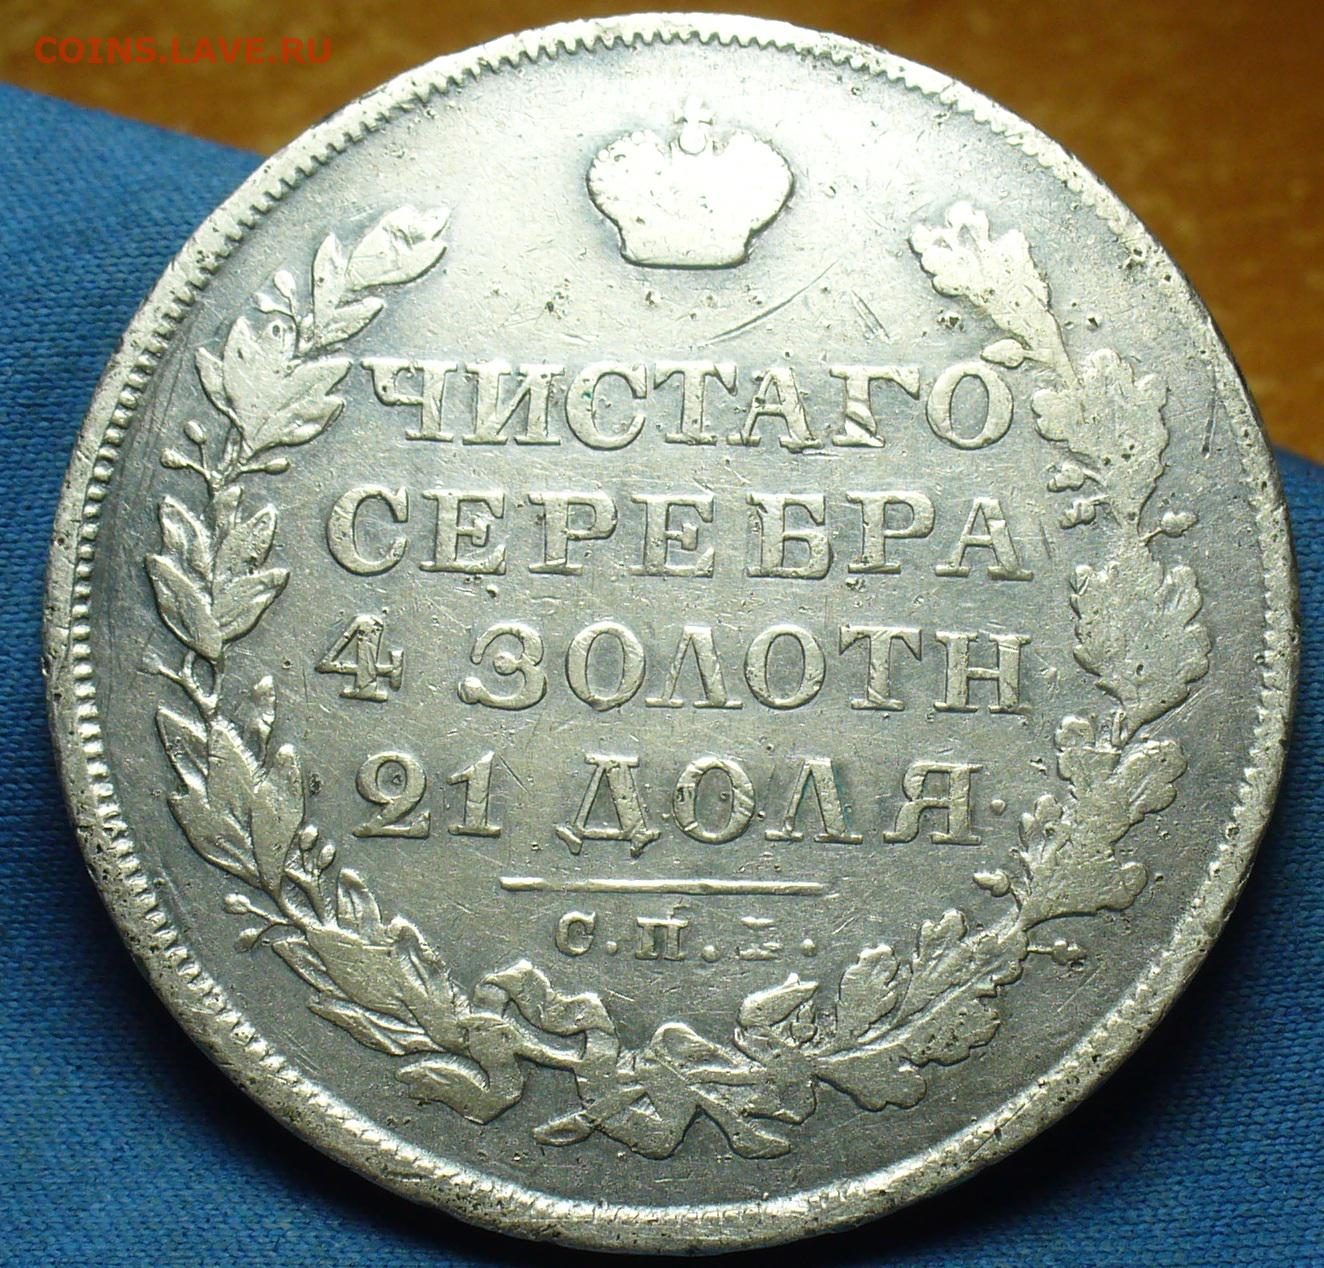 COINS.LAVE.RU
ЧИСТАГО
СЕРЕБРА
4 ЗОЛОТН
21 ДОЛЯ.
С.П.